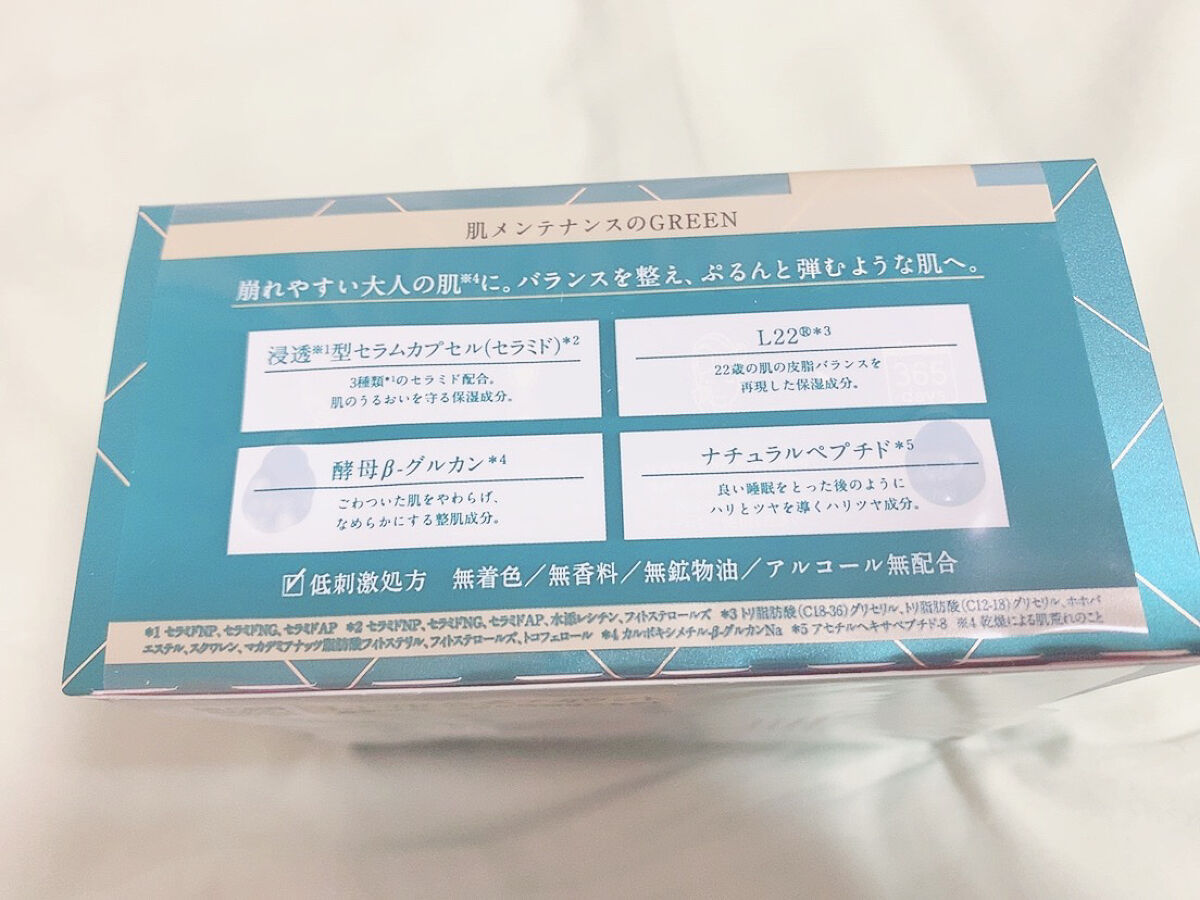 肌メンテナンスのGREEN
崩れやすい大人の肌※4に。バランスを整え、ぷるんと弾むような肌へ。
浸透※1型セラムカプセル(セラミド)*2
3種類*1のセラミド配合。
肌のうるおいを守る保湿成分。
L22®*3
22歳の肌の皮脂バランスを
再現した保湿成分。
365
days
酵母β-グルカン*4
ごわついた肌をやわらげ、
なめらかにする整肌成分。
ナチュラルペプチド*5
良い睡眠をとった後のように
ハリとツヤを導くハリツヤ成分。
低刺激処方 無着色/無香料/無鉱物油/アルコール無配合
*1 セラミドNP、セラミドNG、セラミドAP *2 セラミドNP、セラミドNG、セラミドAP、水添レシチン、フィトステロールズ *3 トリ脂肪酸(C18-36)グリセリル、トリ脂肪酸(C12-18)グリセリル、ホホバ
エステル、スクワレン、マカデミアナッツ脂肪酸フィトステリル、フィトステロールズ、トコフェロール *4 カルボキシメチル-β-グルカンNa *5 アセチルヘキサペプチド-8 ※4 乾燥による肌荒れのこと